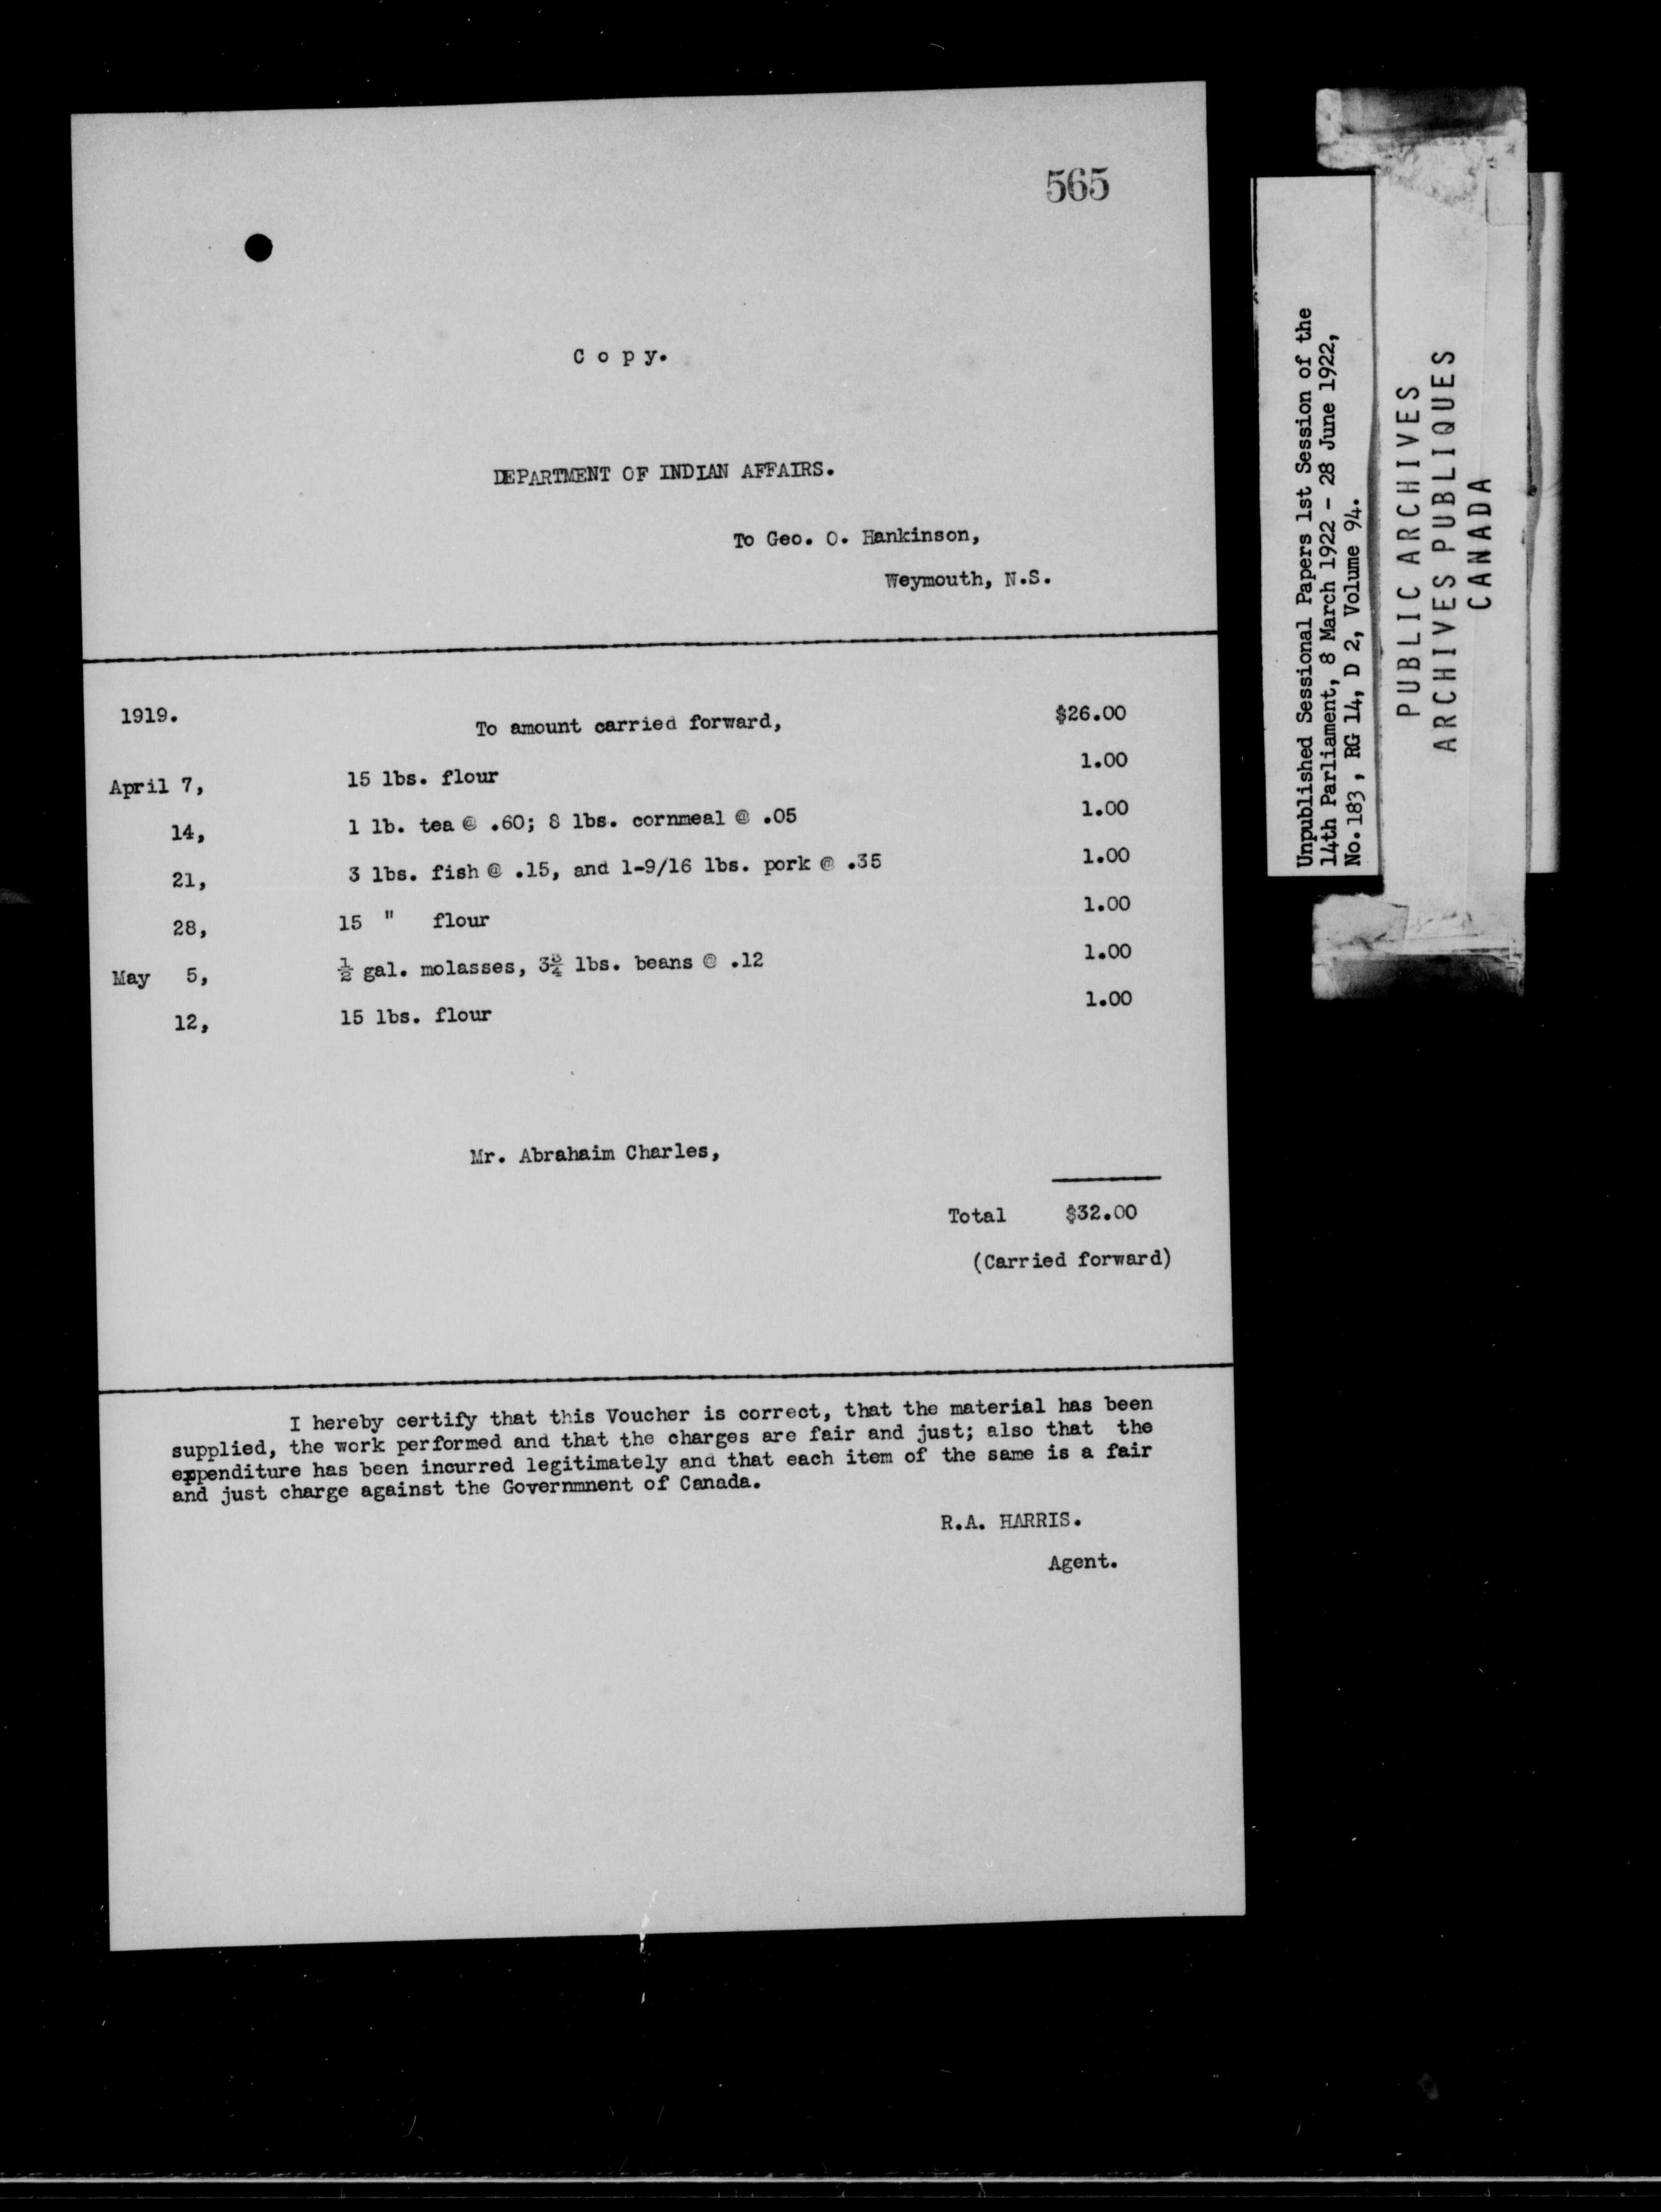 565
C o p y.
DEPARTMENT OF INDIAN AFFAIRS.
To Geo. O. Hankinson,
Weymouth, N.S.
1919. To amount carried forward, $26.00
April 7, 15 lbs. flour 1.00
14, 1 lb. tea @ .60; 8 lbs. cornmeal @ .05 1.00
21, 3 lbs. fish @ .15, and 1-9/16 lbs. pork @ .35 1.00
28, 15 " flour 1.00
May 5, ½ gal. molasses, 3¾ lbs. beans @ .12 1.00
12, 15 lbs. flour 1.00
Mr. Abrahaim Charles,
Total $32.00
(Carried forward)
I hereby certify that this Voucher is correct, that the material has been
supplied, the work performed and that the charges are fair and just; also that the
expenditure has been incurred legitimately and that each item of the same is a fair
and just charge against the Governmnent of Canada.
R.A. HARRIS.
Agent.
Unpublished Sessional Papers 1st Session of the
14th Parliament, 8 March 1922 - 28 June 1922,
No. 183, RG 14, D 2, Volume 94.
PUBLIC ARCHIVES
ARCHIVES PUBLIQUES
CANADA